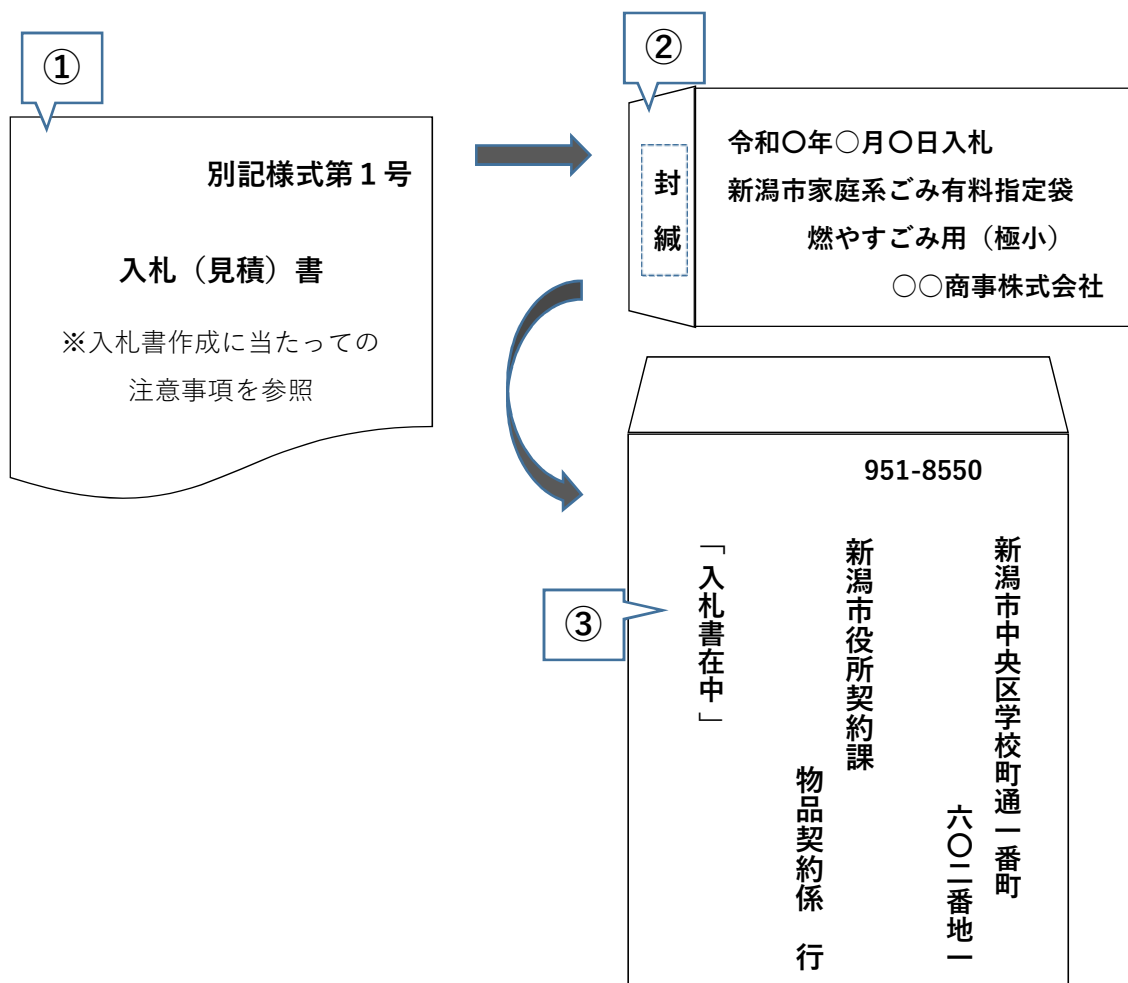 ①
別記様式第１号
入札（見積）書
※入札書作成に当たっての
注意事項を参照
②
封緘
令和〇年○月〇日入札
新潟市家庭系ごみ有料指定袋
燃やすごみ用（極小）
○○商事株式会社
③
951-8550
新潟市中央区学校町通一番町
六〇二番地一
新潟市役所契約課
物品契約係　行
「入札書在中」